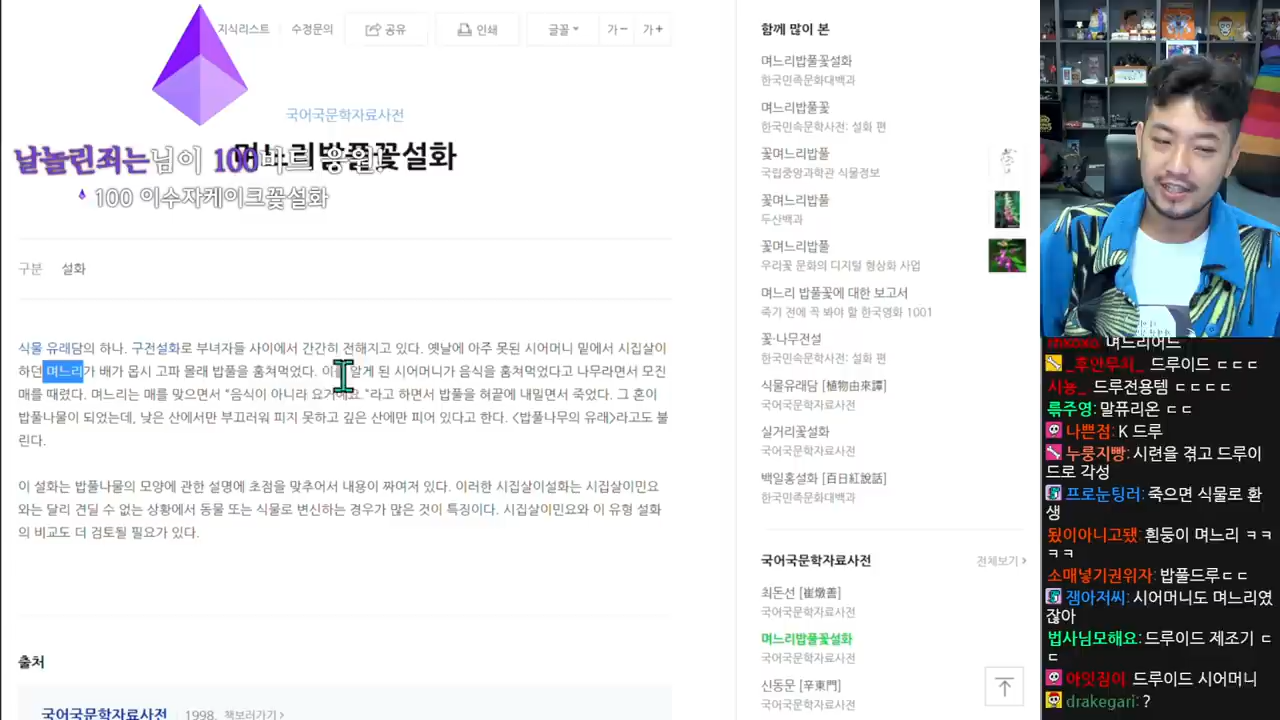 지식리스트
수정문의
공유
인쇄
글꼴
가－
가＋
국어국문학자료사전
며느리밥풀꽃설화
날놀린죄는님이 100비트 응원!
100 이수자케이크꽃설화
구분 설화
식물 유래담의 하나. 구전설화로 부녀자들 사이에서 간간히 전해지고 있다. 옛날에 아주 못된 시어머니 밑에서 시집살이
하던 며느리가 배가 몹시 고파 몰래 밥풀을 훔쳐먹었다. 이를 알게 된 시어머니가 음식을 훔쳐먹었다고 나무라면서 모진
매를 때렸다. 며느리는 매를 맞으면서 “음식이 아니라 요거예요.”라고 하면서 밥풀을 혀끝에 내밀면서 죽었다. 그 혼이
밥풀나물이 되었는데, 낮은 산에서만 부끄러워 피지 못하고 깊은 산에만 피어 있다고 한다. <밥풀나무의 유래>라고도 불
린다.
이 설화는 밥풀나물의 모양에 관한 설명에 초점을 맞추어서 내용이 짜여져 있다. 이러한 시집살이설화는 시집살이민요
와는 달리 견딜 수 없는 상황에서 동물 또는 식물로 변신하는 경우가 많은 것이 특징이다. 시집살이민요와 이 유형 설화
의 비교도 더 검토될 필요가 있다.
출처
국어국문학자료사전 1998. 책보러가기>
함께 많이 본
며느리밥풀꽃설화
한국민족문화대백과
며느리밥풀꽃
한국민속문학사전: 설화 편
꽃며느리밥풀
국립중앙과학관 식물정보
꽃며느리밥풀
두산백과
꽃며느리밥풀
우리꽃 문화의 디지털 형상화 사업
며느리 밥풀꽃에 대한 보고서
죽기 전에 꼭 봐야 할 한국영화 1001
꽃·나무전설
한국민속문학사전: 설화 편
식물유래담 [植物由來譚]
국어국문학자료사전
실거리꽃설화
국어국문학자료사전
백일홍설화 [百日紅說話]
한국민족문화대백과
국어국문학자료사전 전체보기 >
최돈선 [崔燉善]
국어국문학자료사전
며느리밥풀꽃설화
국어국문학자료사전
신동문 [辛東門]
국어국문학자료사전
며느리어드
_후안무치_ 드루이드 ㄷㄷㄷ
시뇽_ 드루전용템 ㅋㅋㅋㅋ
륶주영: 말퓨리온 ㄷㄷ
나쁜점: K 드루
누룽지빵: 시련을 겪고 드루이
드로 각성
프로눈팅러: 죽으면 식물로 환
생
됬이아니고됐: 흰둥이 며느리 ㅋㅋ
ㅋㅋ
소매넣기권위자: 밥풀드루ㄷㄷ
잼아저씨: 시어머니도 며느리였
잖아
법사님모해요: 드루이드 제조기 ㄷ
ㄷ
아잇짐이 드루이드 시어머니
drakegari: ?